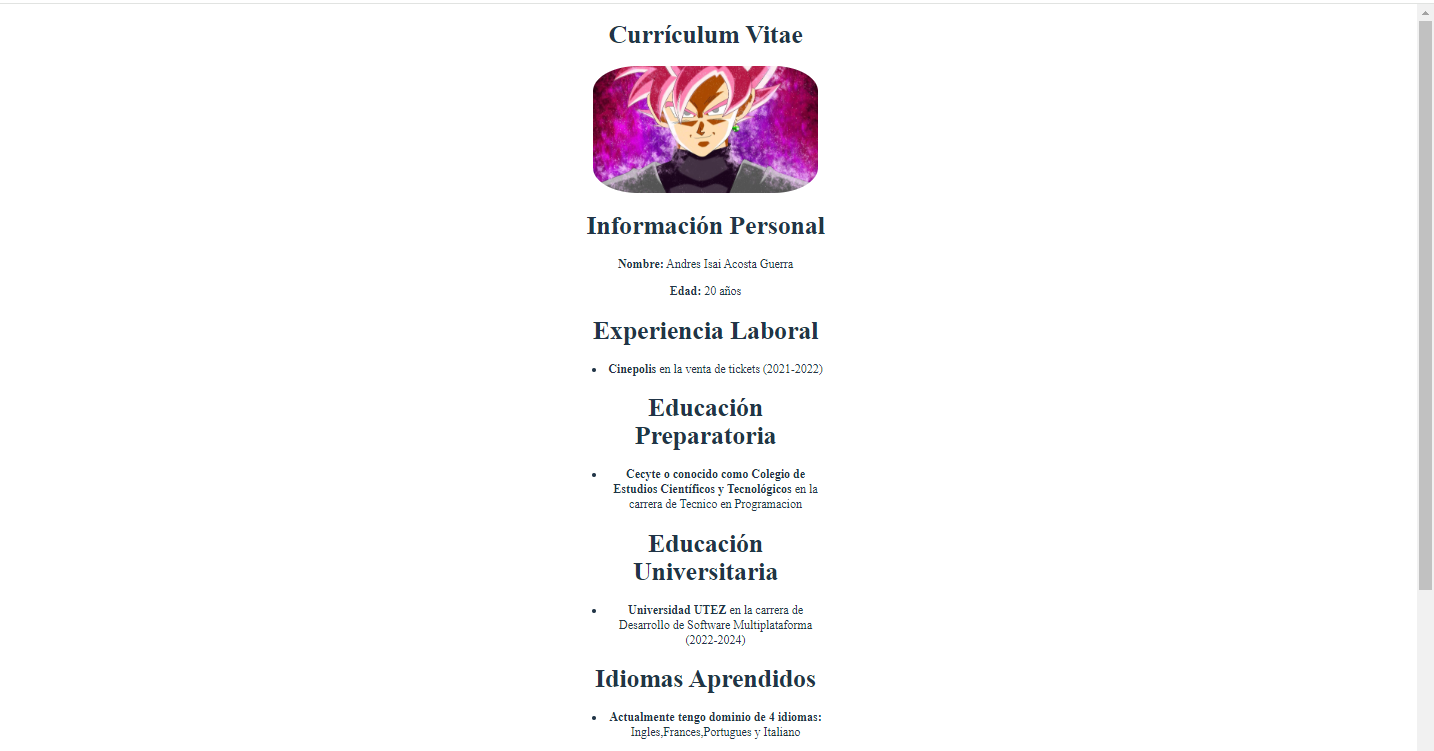 Currículum Vitae
Información Personal
Nombre: Andres Isai Acosta Guerra
Edad: 20 años
Experiencia Laboral
• Cinepolis en la venta de tickets (2021-2022)
Educación
Preparatoria
• Cecyte o conocido como Colegio de
Estudios Científicos y Tecnológicos en la
carrera de Tecnico en Programacion
Educación
Universitaria
• Universidad UTEZ en la carrera de
Desarrollo de Software Multiplataforma
(2022-2024)
Idiomas Aprendidos
• Actualmente tengo dominio de 4 idiomas:
Ingles,Frances,Portugues y Italiano